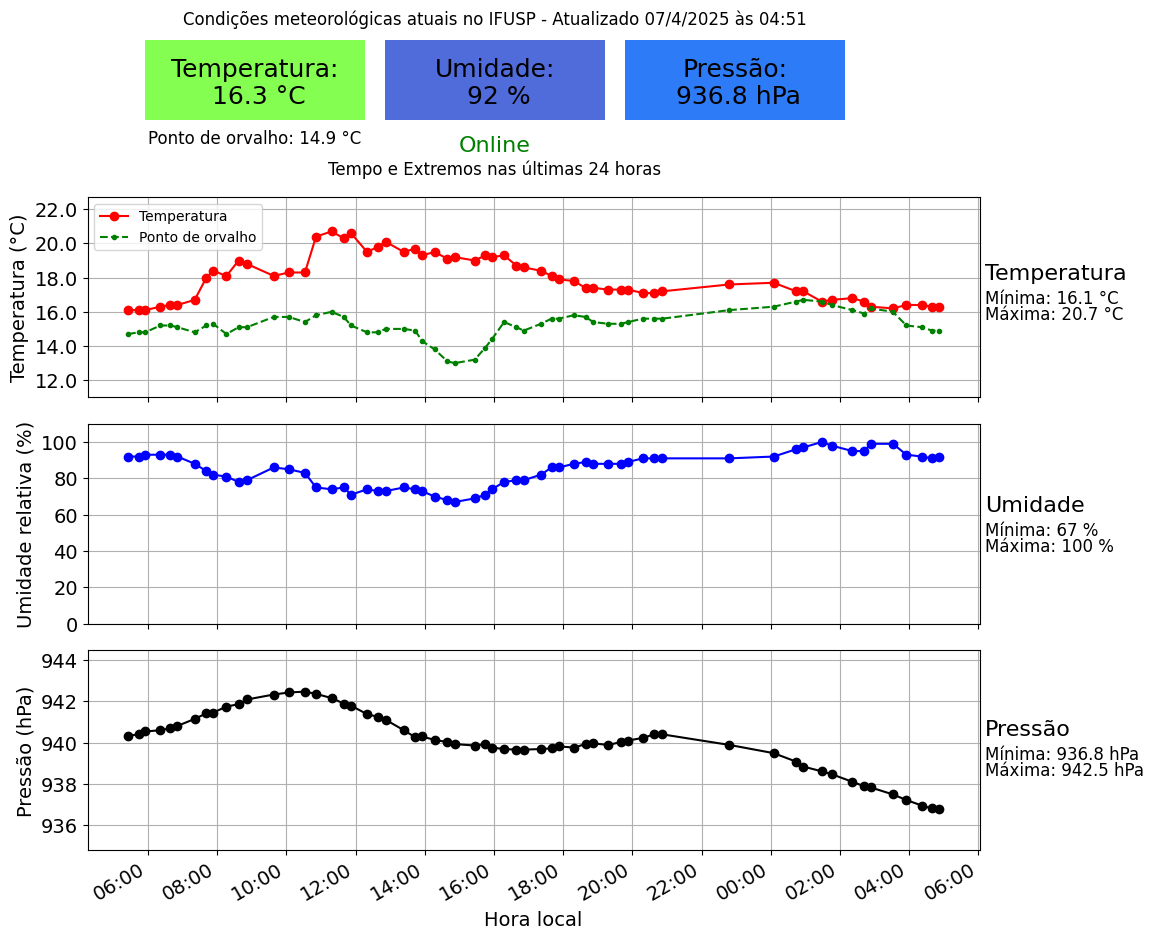 Condições meteorológicas atuais no IFUSP - Atualizado 07/4/2025 às 04:51
Temperatura:
16.3 °C
Umidade:
92 %
Pressão:
936.8 hPa
Ponto de orvalho: 14.9 °C
Online
Tempo e Extremos nas últimas 24 horas
Temperatura (°C)
22.0
20.0
18.0
16.0
14.0
12.0
Temperatura
Ponto de orvalho
Temperatura
Mínima: 16.1 °C
Máxima: 20.7 °C
Umidade relativa (%)
100
80
60
40
20
0
Umidade
Mínima: 67 %
Máxima: 100 %
Pressão (hPa)
944
942
940
938
936
Pressão
Mínima: 936.8 hPa
Máxima: 942.5 hPa
06:00 08:00 10:00 12:00 14:00 16:00 18:00 20:00 22:00 00:00 02:00 04:00 06:00
Hora local